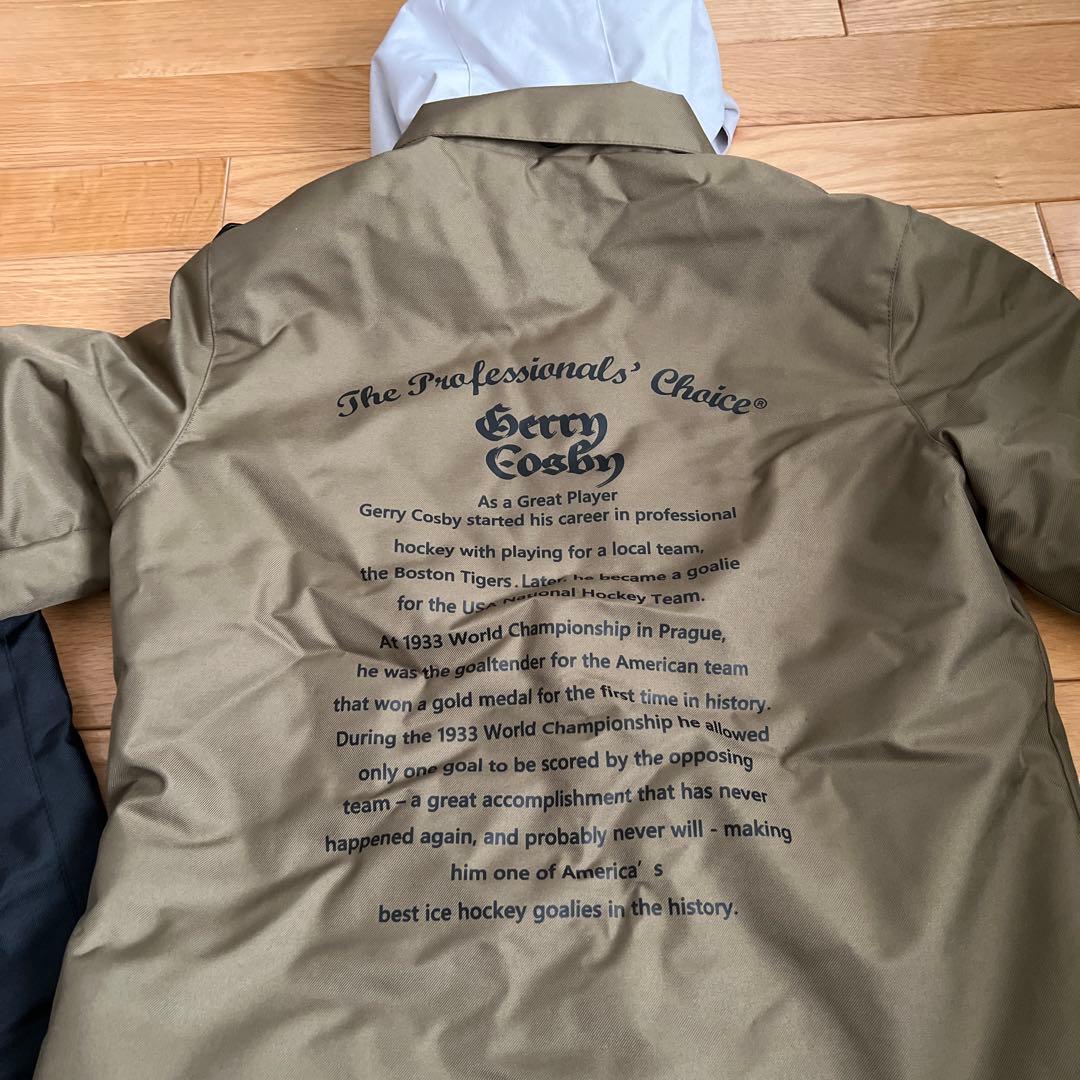 The Professionals' Choice®
Gerry
Cosby
As a Great Player
Gerry Cosby started his career in professional
hockey with playing for a local team,
the Boston Tigers. Later, he became a goalie
for the USA National Hockey Team.
At 1933 World Championship in Prague,
he was the goaltender for the American team
that won a gold medal for the first time in history.
During the 1933 World Championship he allowed
only one goal to be scored by the opposing
team – a great accomplishment that has never
happened again, and probably never will - making
him one of America's
best ice hockey goalies in the history.